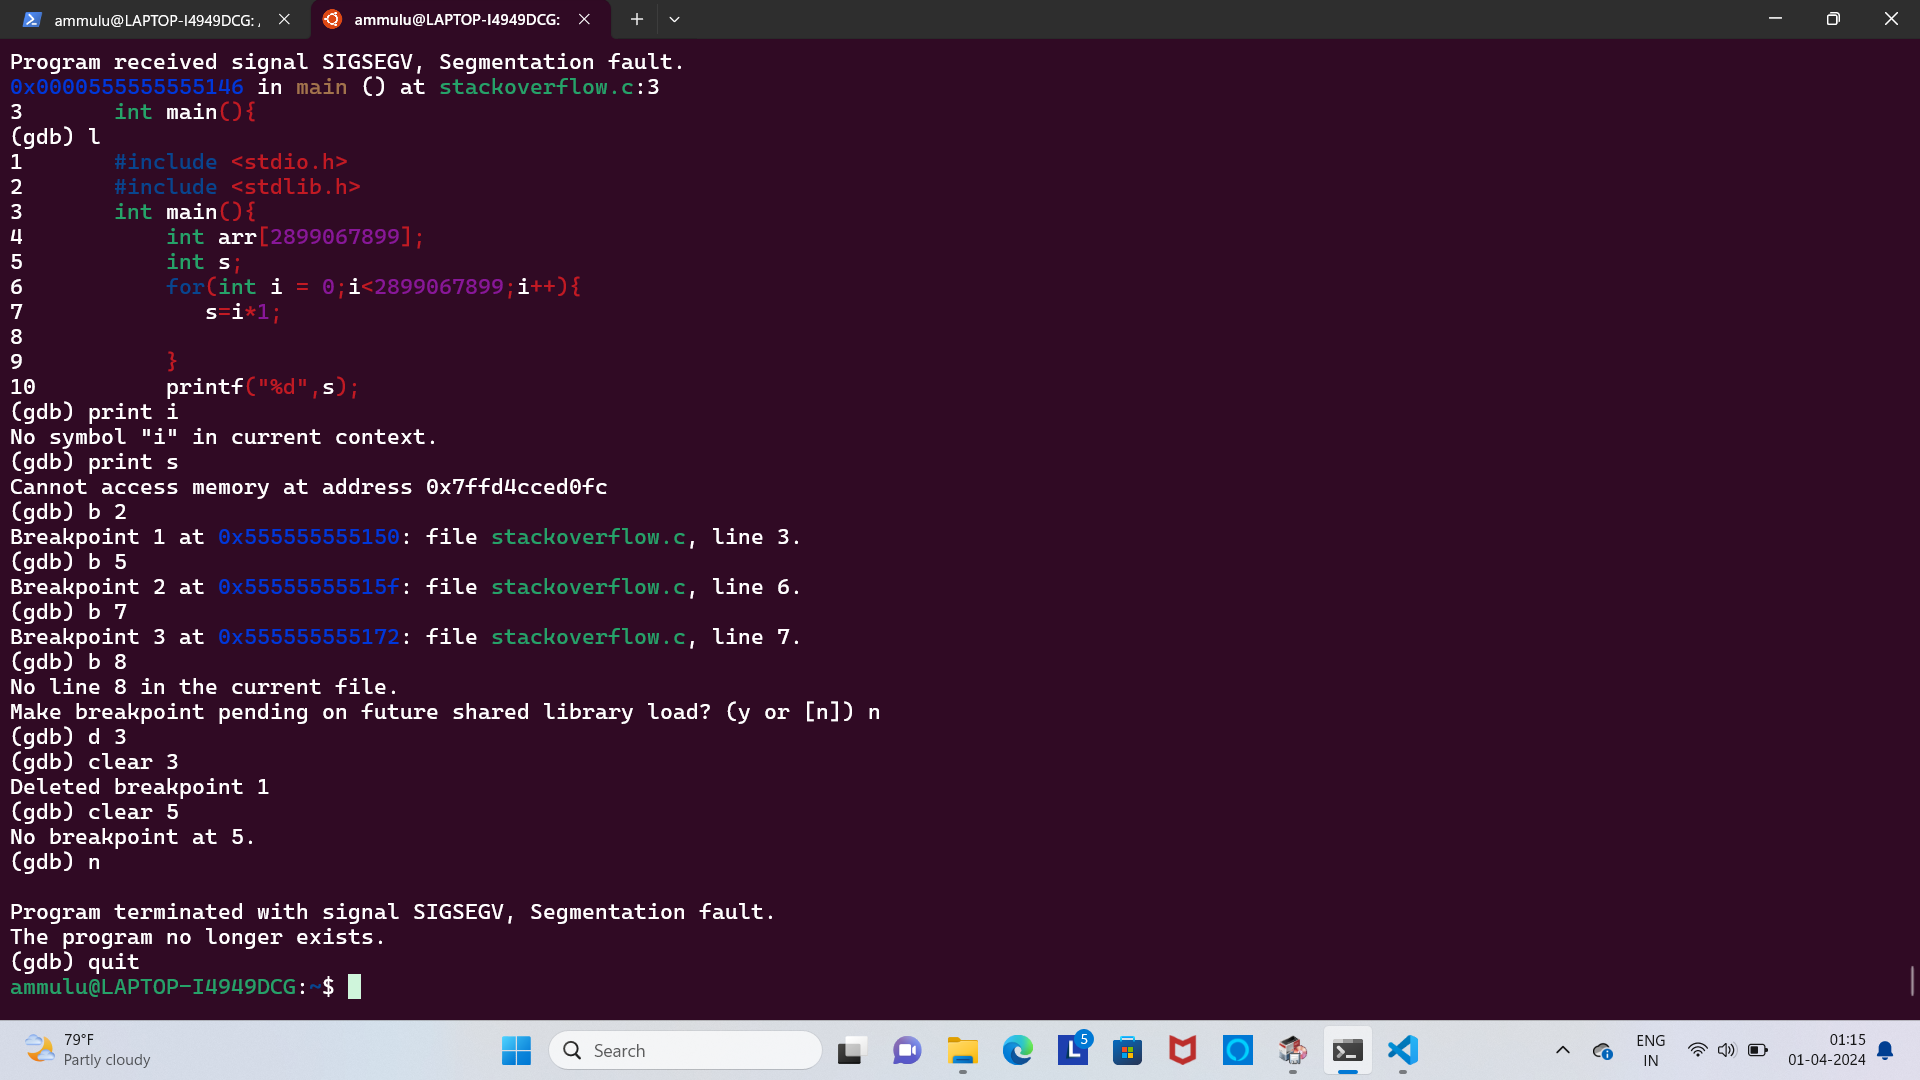 ammulu@LAPTOP-I4949DCG: ,
ammulu@LAPTOP-I4949DCG:
Program received signal SIGSEGV, Segmentation fault.
0x0000555555555146 in main () at stackoverflow.c:3
3       int main(){
(gdb) l
1       #include <stdio.h>
2       #include <stdlib.h>
3       int main(){
4           int arr[2899067899];
5           int s;
6           for(int i = 0;i<2899067899;i++){
7              s=i*1;
8
9           }
10          printf("%d",s);
(gdb) print i
No symbol "i" in current context.
(gdb) print s
Cannot access memory at address 0x7ffd4cced0fc
(gdb) b 2
Breakpoint 1 at 0x555555555150: file stackoverflow.c, line 3.
(gdb) b 5
Breakpoint 2 at 0x55555555515f: file stackoverflow.c, line 6.
(gdb) b 7
Breakpoint 3 at 0x555555555172: file stackoverflow.c, line 7.
(gdb) b 8
No line 8 in the current file.
Make breakpoint pending on future shared library load? (y or [n]) n
(gdb) d 3
(gdb) clear 3
Deleted breakpoint 1
(gdb) clear 5
No breakpoint at 5.
(gdb) n
Program terminated with signal SIGSEGV, Segmentation fault.
The program no longer exists.
(gdb) quit
ammulu@LAPTOP-I4949DCG:~$
79°F
Partly cloudy
Search
L
5
ENG
IN
01:15
01-04-2024